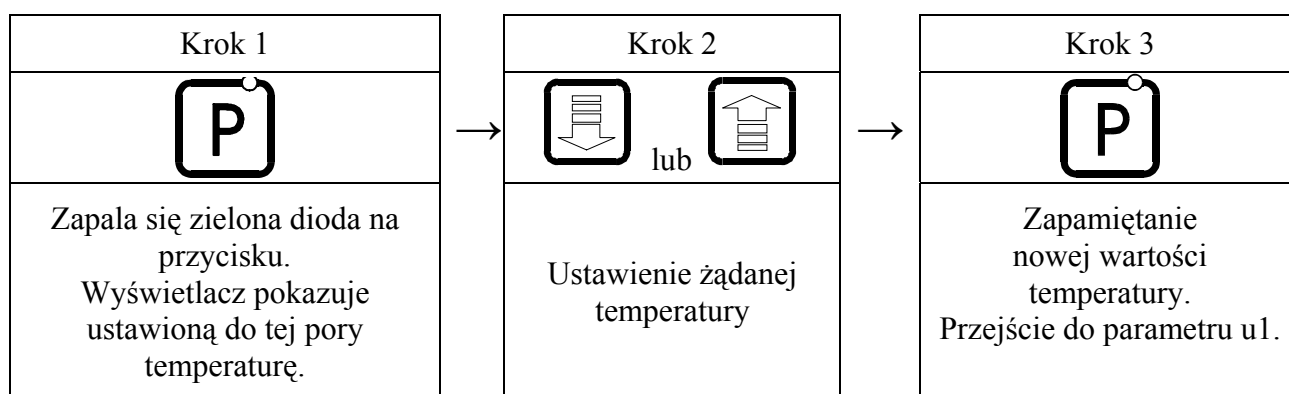 Krok 1
P
Zapala się zielona dioda na
przycisku.
Wyświetlacz pokazuje
ustawioną do tej pory
temperaturę.
→
Krok 2
lub
Ustawienie żądanej
temperatury
→
Krok 3
P
Zapamiętanie
nowej wartości
temperatury.
Przejście do parametru u1.